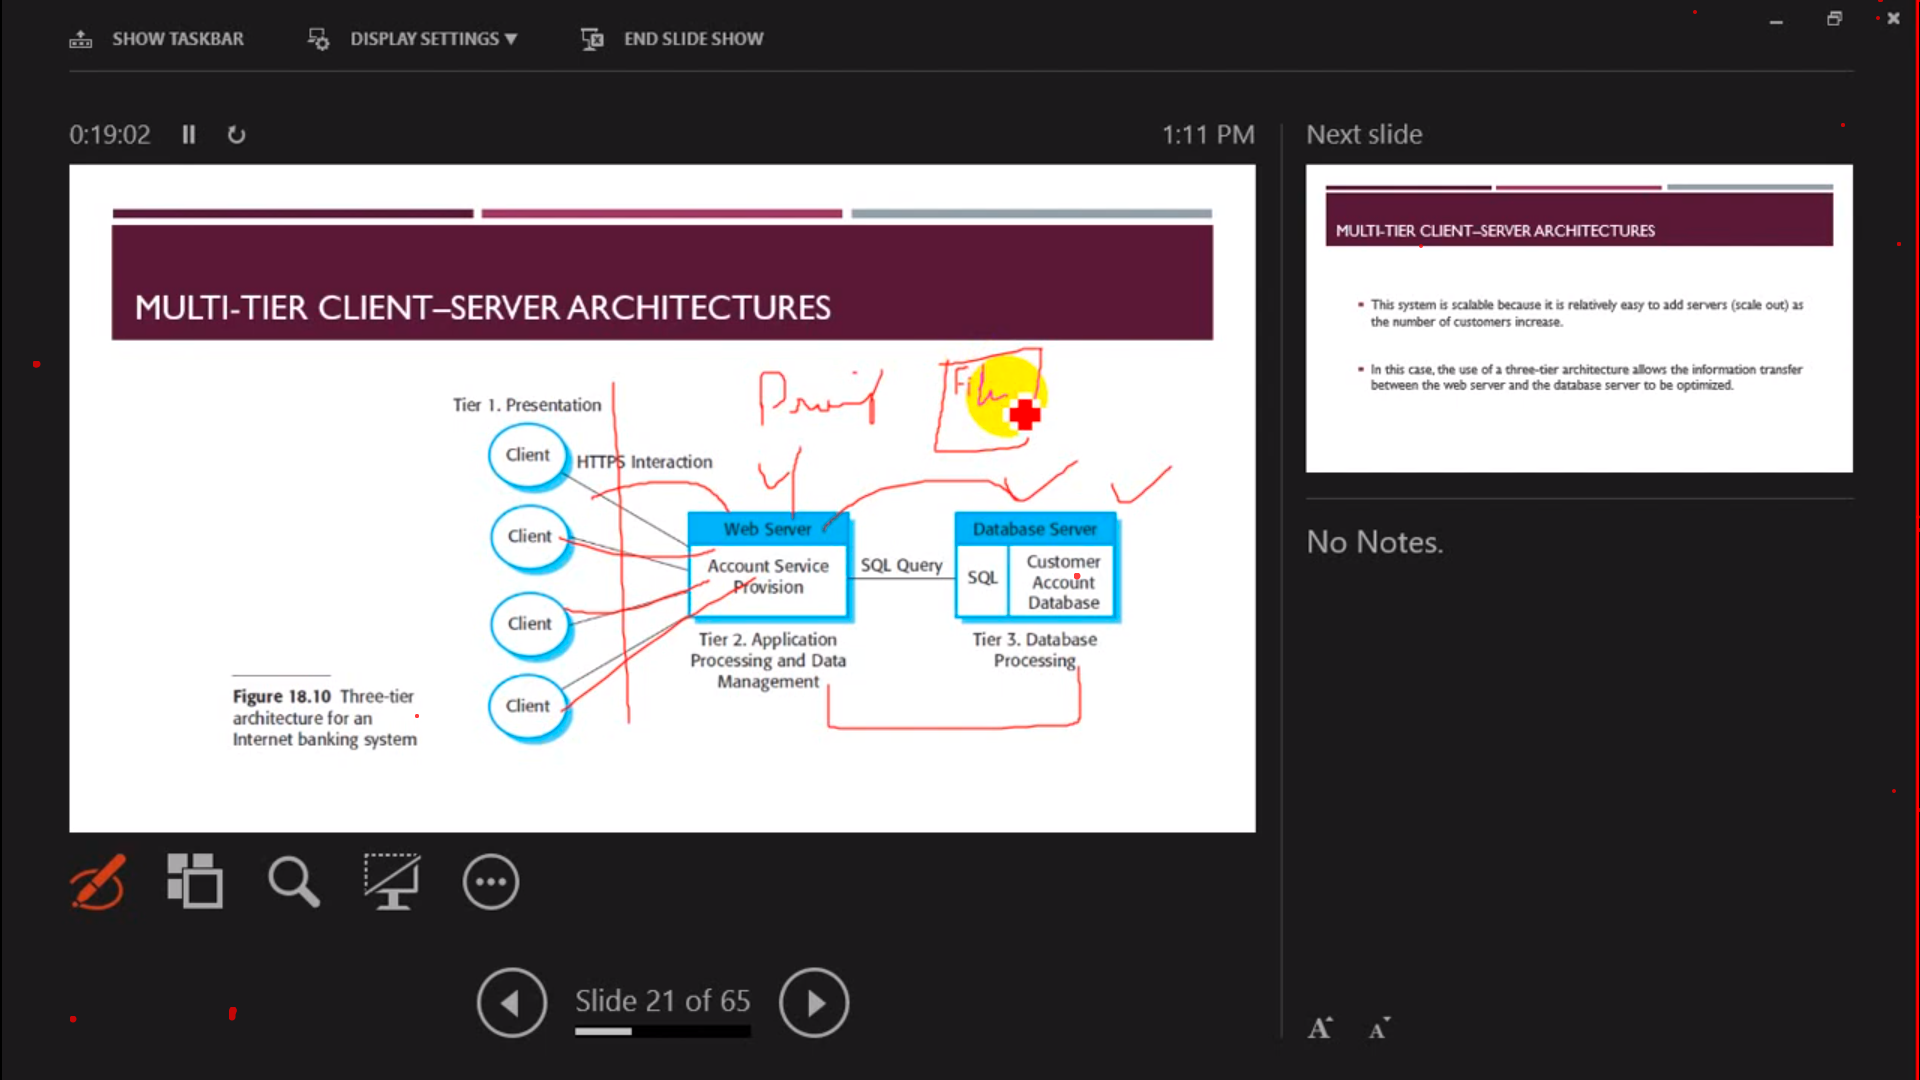 SHOW TASKBAR
DISPLAY SETTINGS
END SLIDE SHOW
0:19:02
1:11 PM
MULTI-TIER CLIENT–SERVER ARCHITECTURES
Tier 1. Presentation
Client
HTTPS Interaction
Client
Client
Client
Web Server
Account Service
Provision
Tier 2. Application
Processing and Data
Management
SQL Query
Database Server
SQL
Customer
Account
Database
Tier 3. Database
Processing
Figure 18.10 Three-tier
architecture for an
Internet banking system
Next slide
MULTI-TIER CLIENT–SERVER ARCHITECTURES
This system is scalable because it is relatively easy to add servers (scale out) as
the number of customers increase.
In this case, the use of a three-tier architecture allows the information transfer
between the web server and the database server to be optimized.
No Notes.
Slide 21 of 65
A A